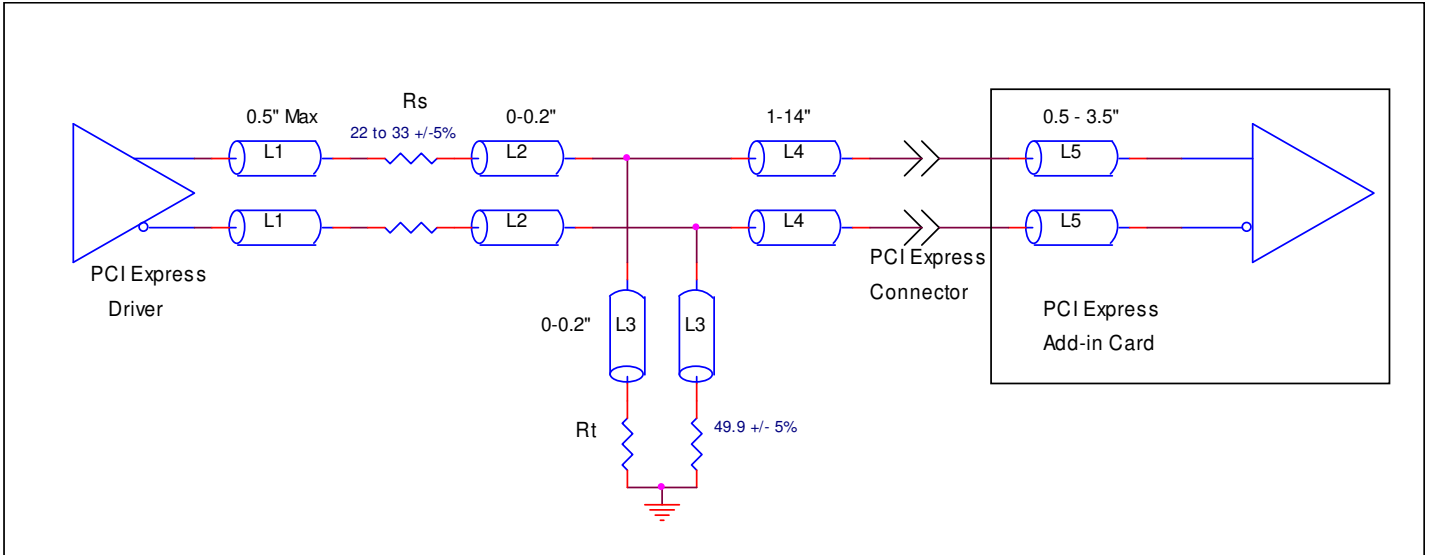 Rs
0.5" Max
22 to 33 +/-5%
0-0.2"
1-14"
0.5 - 3.5"
L1
L2
L4
L5
L1
L2
L4
L5
PCI Express
Driver
PCI Express
Connector
0-0.2"
L3
L3
PCI Express
Add-in Card
Rt
49.9 +/- 5%